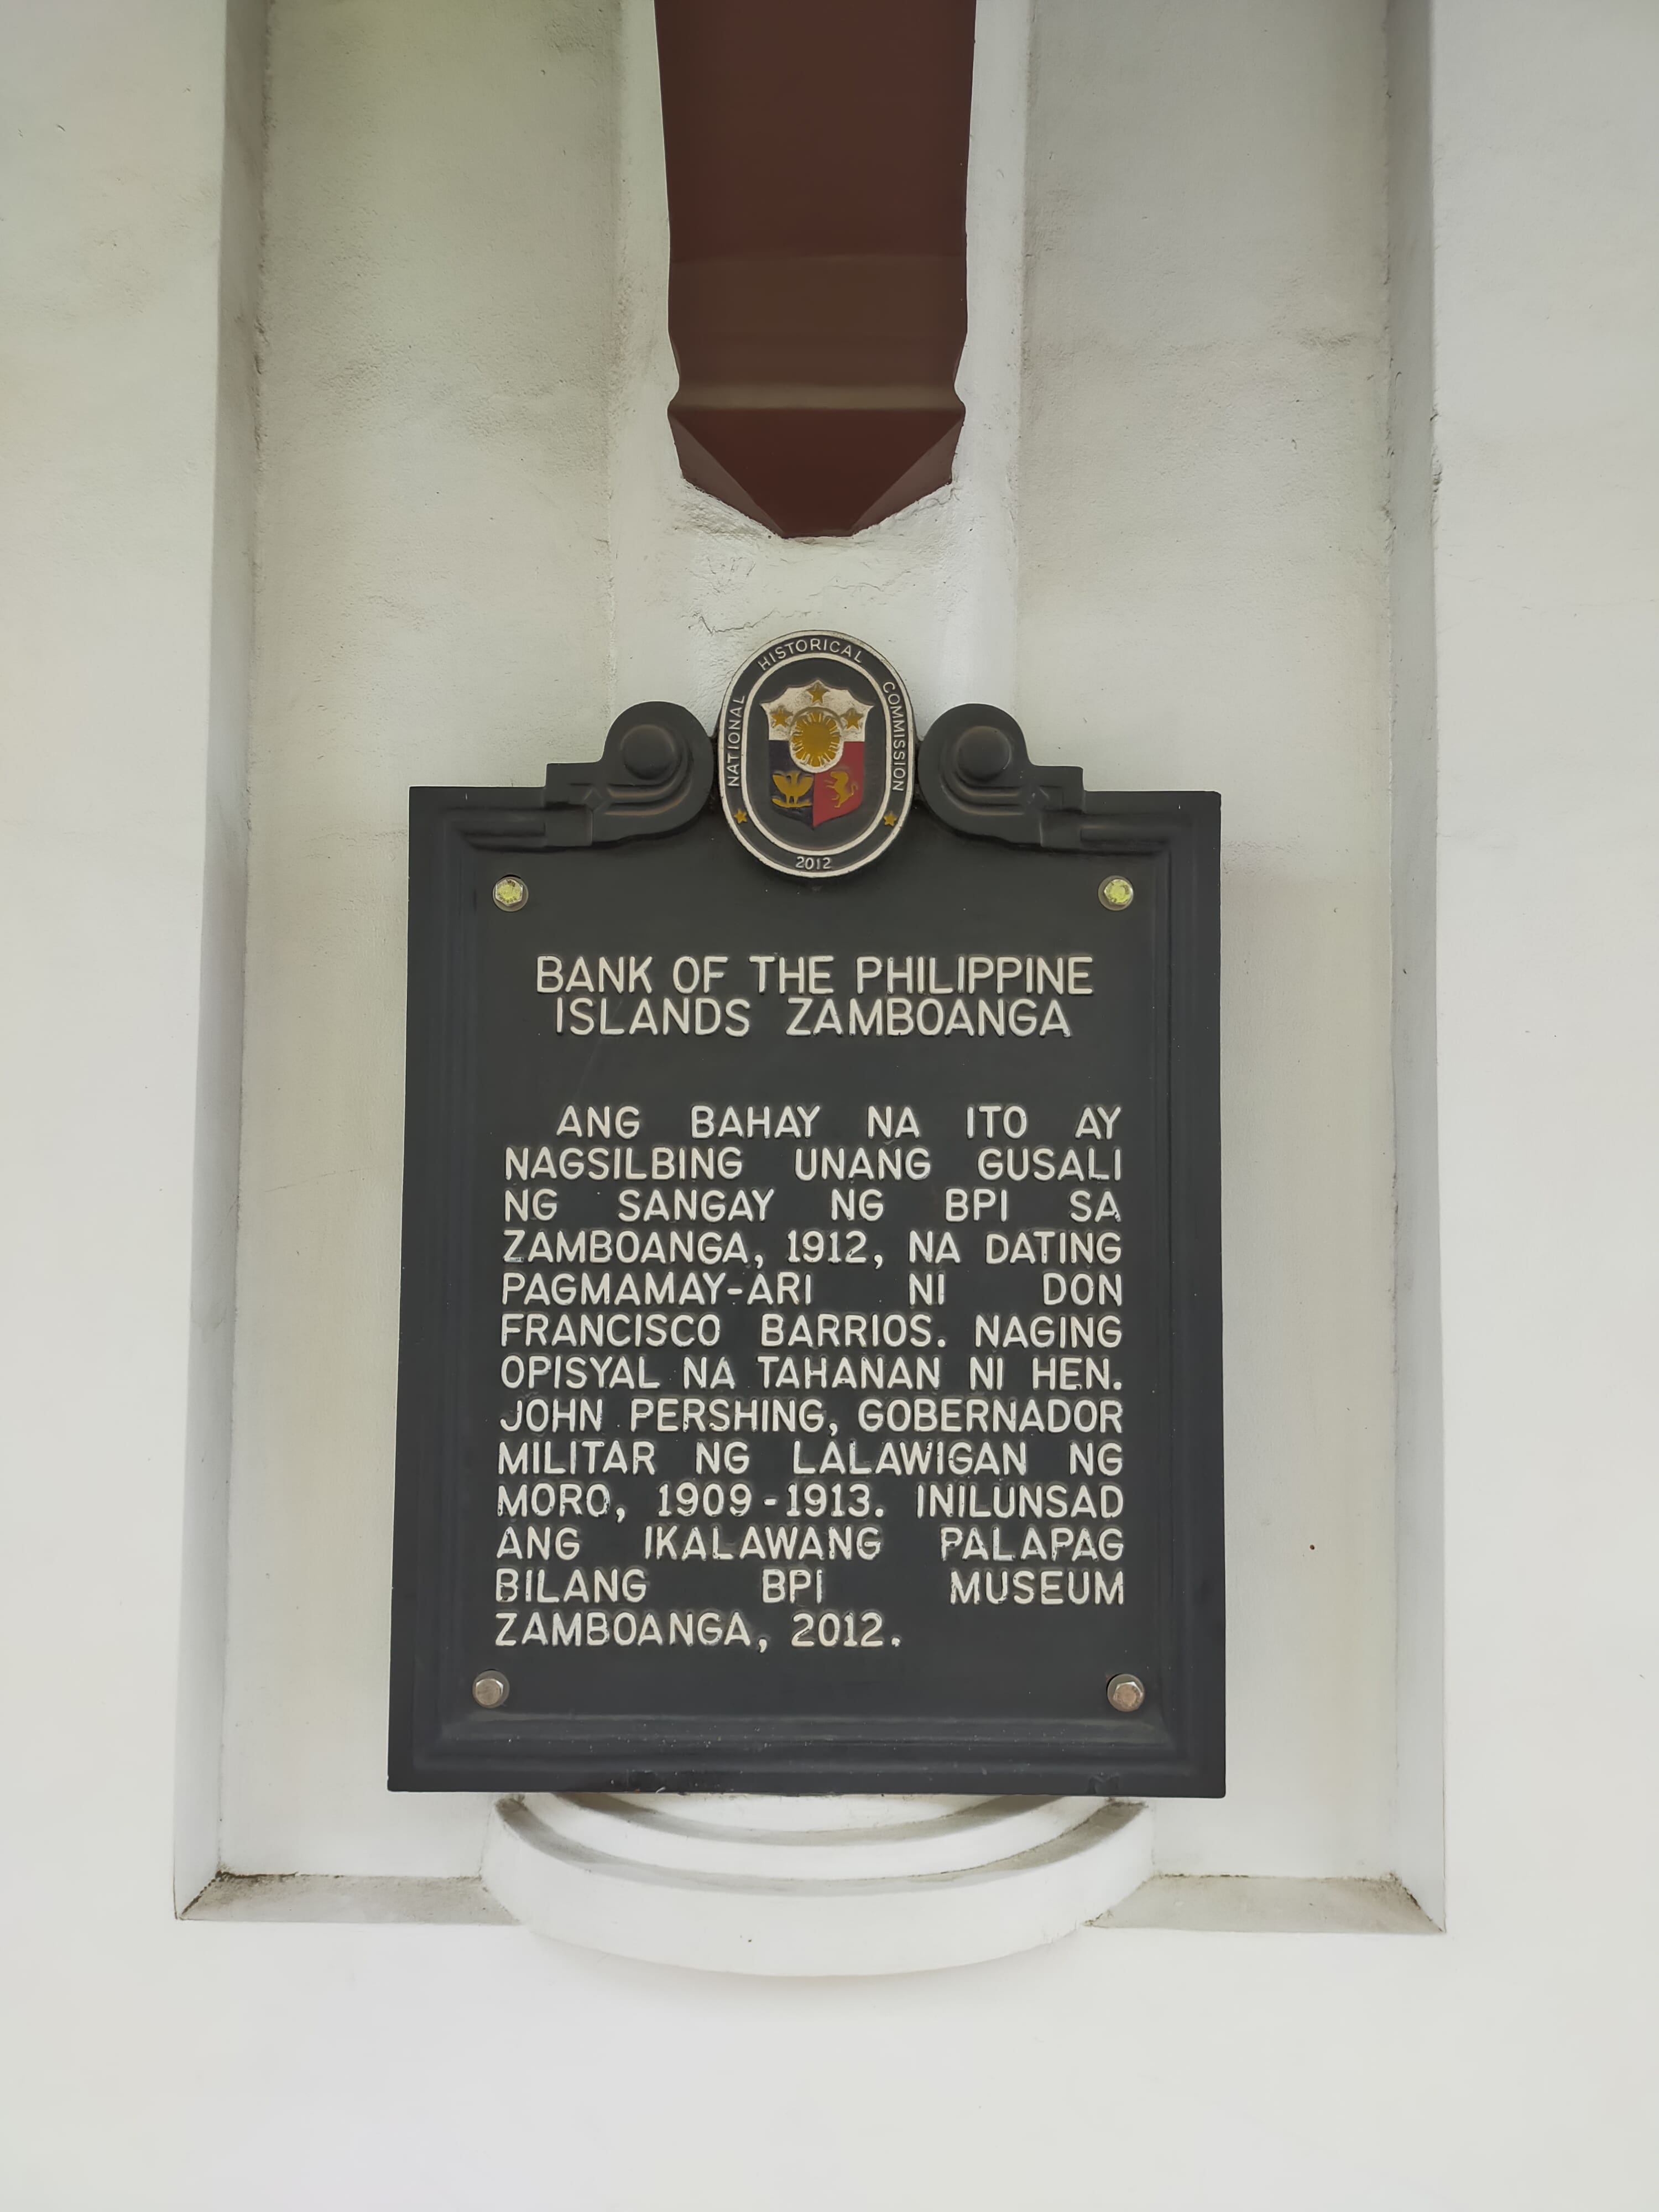 NATIONAL HISTORICAL COMMISSION
2012
BANK OF THE PHILIPPINE
ISLANDS ZAMBOANGA
ANG BAHAY NA ITO AY
NAGSILBING UNANG GUSALI
NG SANGAY NG BPI SA
ZAMBOANGA, 1912, NA DATING
PAGMAMAY-ARI NI DON
FRANCISCO BARRIOS. NAGING
OPISYAL NA TAHANAN NI HEN.
JOHN PERSHING, GOBERNADOR
MILITAR NG LALAWIGAN NG
MORO, 1909-1913. INILUNSAD
ANG IKALAWANG PALAPAG
BILANG BPI MUSEUM
ZAMBOANGA, 2012.